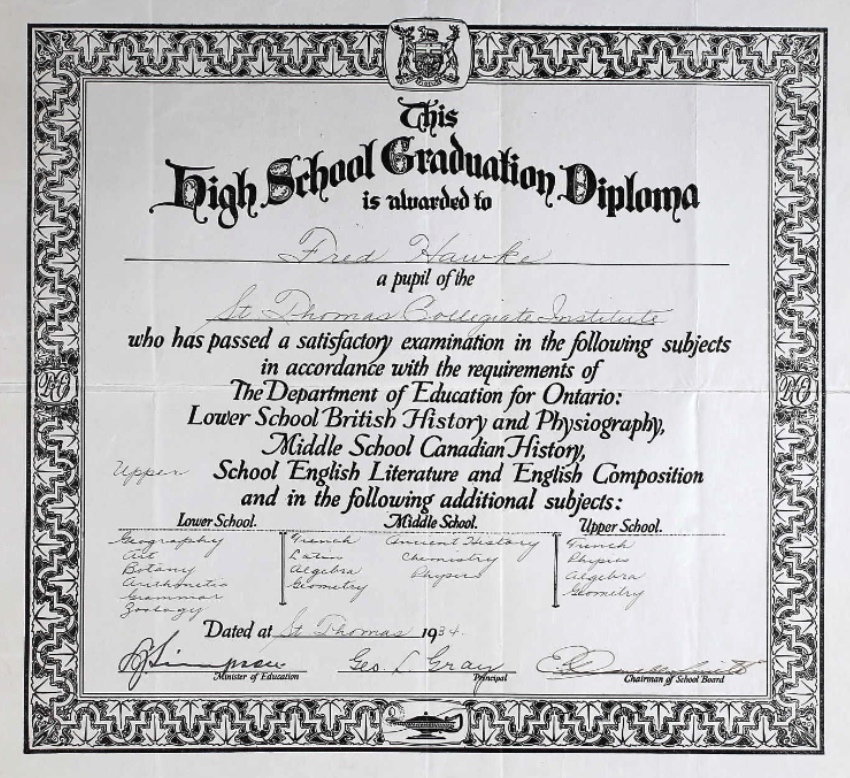 This
High School Graduation Diploma
is awarded to
Fred Hawke
a pupil of the
St. Thomas Collegiate Institute
who has passed a satisfactory examination in the following subjects
in accordance with the requirements of
The Department of Education for Ontario:
Lower School British History and Physiography,
Middle School Canadian History,
Upper School English Literature and English Composition
and in the following additional subjects:
Lower School. Middle School. Upper School.
Geography French Ancient History French
Art Latin Chemistry Physics
Botany Algebra Physics Algebra
Arithmetic Geometry Geometry
Grammar
Zoology
Dated at St Thomas 1934.
Simpson Geo. L Gray
Minister of Education Principal Chairman of School Board